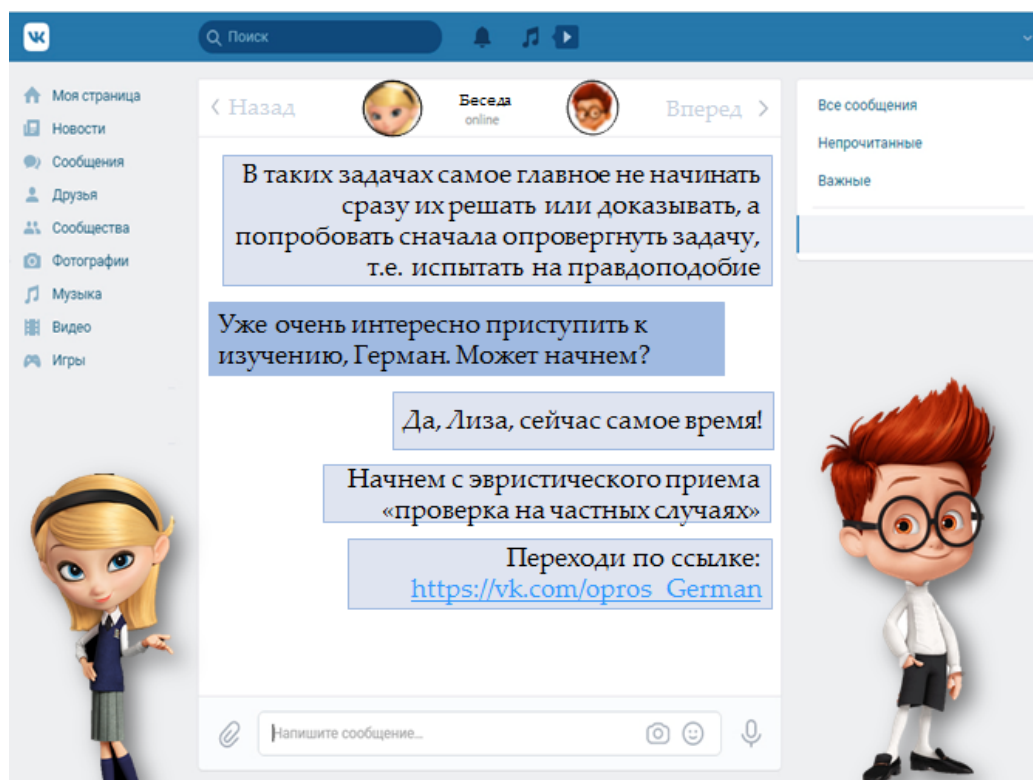 Поиск
Моя страница
Новости
Сообщения
Друзья
Сообщества
Фотографии
Музыка
Видео
Игры
Назад
Беседа
online
Вперед
В таких задачах самое главное не начинать
сразу их решать или доказывать, а
попробовать сначала опровергнуть задачу,
т.е. испытать на правдоподобие
Уже очень интересно приступить к
изучению, Герман. Может начнем?
Да, Лиза, сейчас самое время!
Начнем с эвристического приема
«проверка на частных случаях»
Переходи по ссылке:
https://vk.com/opros_German
Напишите сообщение...
Все сообщения
Непрочитанные
Важные